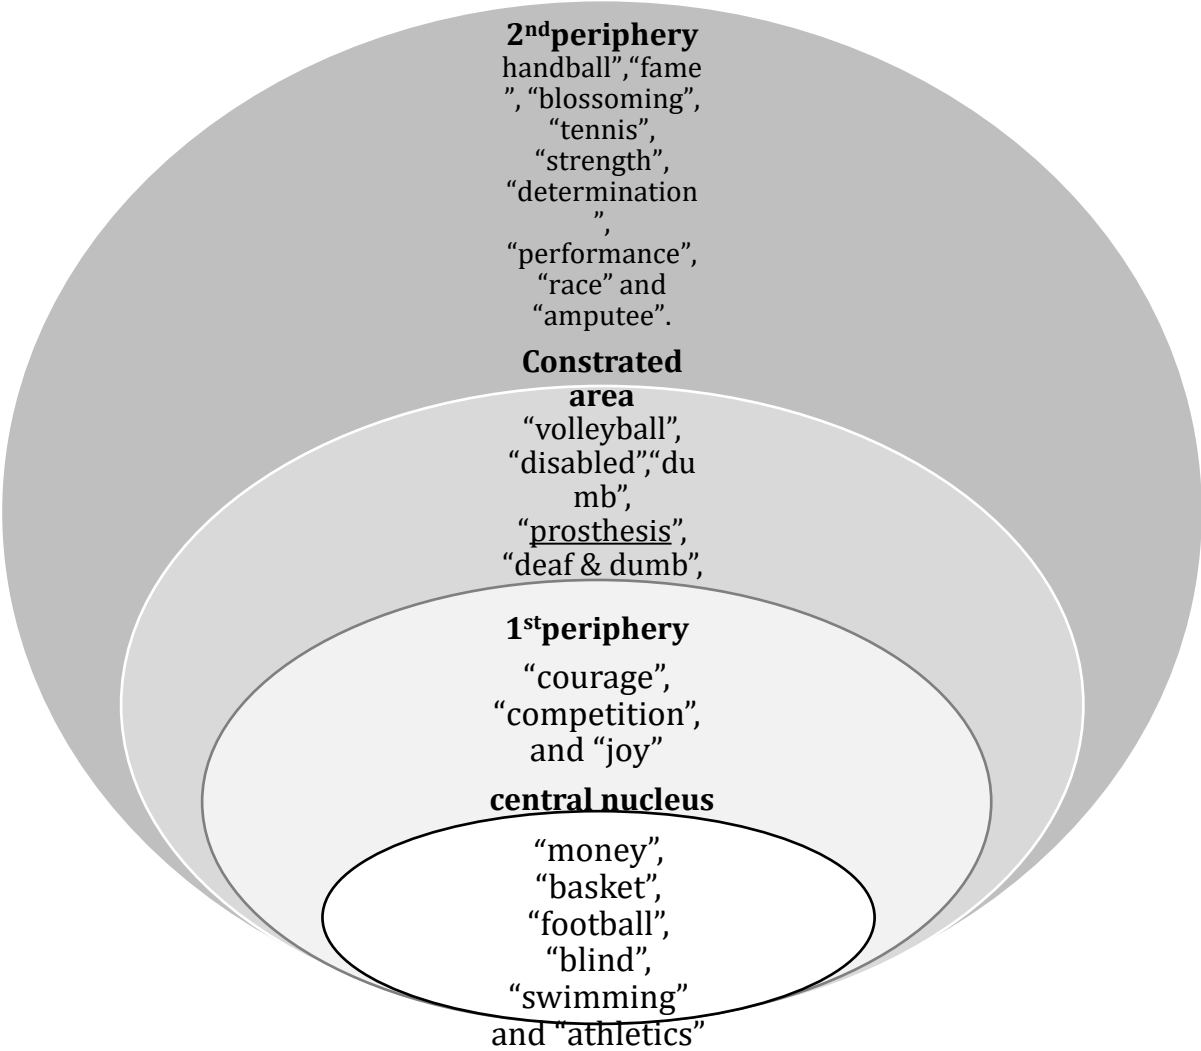 2ndperiphery
handball”,“fame
”, “blossoming”,
“tennis”,
“strength”,
“determination
”,
“performance”,
“race” and
“amputee”.
Constrated
area
“volleyball”,
“disabled”,“du
mb”,
“prosthesis”,
“deaf & dumb”,
1stperiphery
“courage”,
“competition”,
and “joy”
central nucleus
“money”,
“basket”,
“football”,
“blind”,
“swimming”
and “athletics”